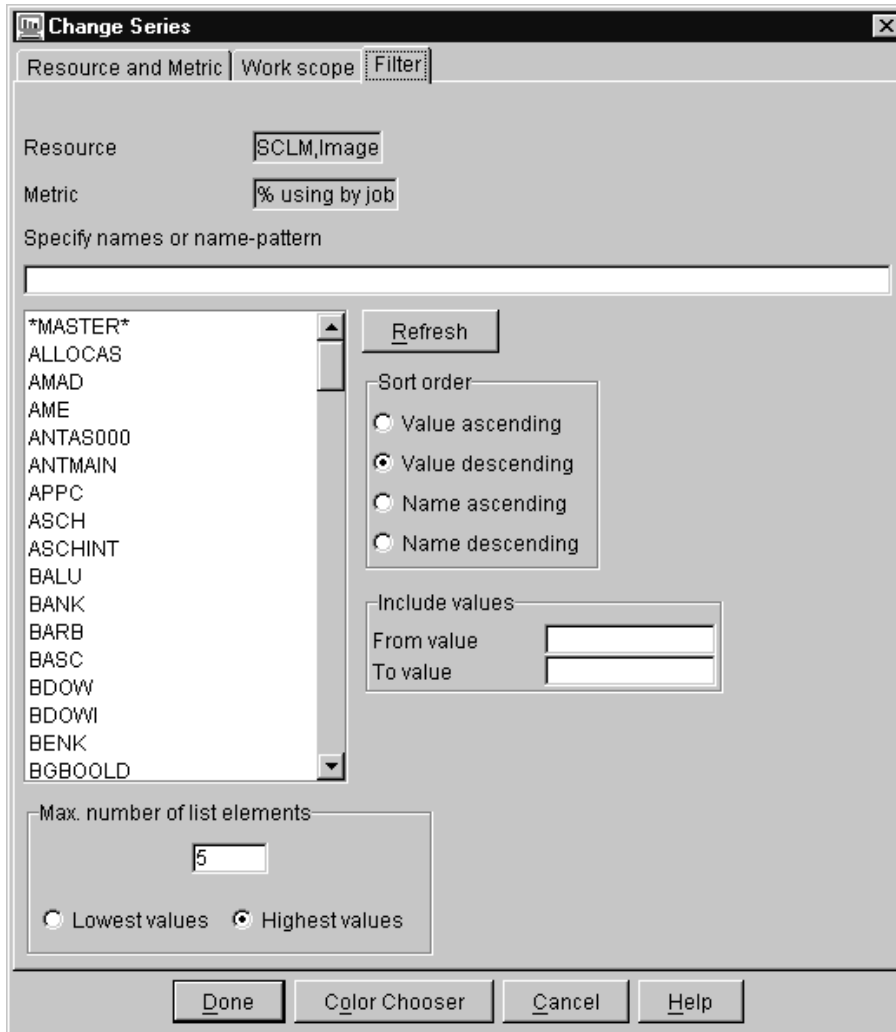 Change Series
Resource and Metric Work scope Filter
Resource SCLM,Image
Metric % using by job
Specify names or name-pattern
*MASTER*
ALLOCAS
AMAD
AME
ANTAS000
ANTMAIN
APPC
ASCH
ASCHINT
BALU
BANK
BARB
BASC
BDOW
BDOWI
BENK
BGBOOLD
Refresh
Sort order
Value ascending
Value descending
Name ascending
Name descending
Include values
From value
To value
Max. number of list elements
5
Lowest values Highest values
Done Color Chooser Cancel Help